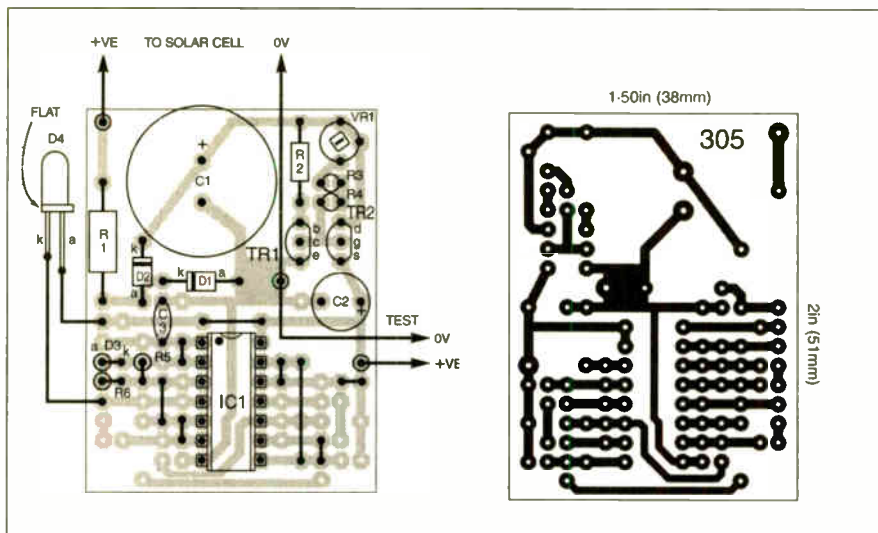 +VE TO SOLAR CELL 0V
FLAT
D4
k a
+
C1
VR1
R
2
R3
R4
TR2
TR1
b
c
e
d
g
s
R
1
k
D2
a
k D1 a
C2
+
TEST
0V
+VE
a D3 k
R5
R6
IC1
1·50in (38mm)
305
2in (51mm)